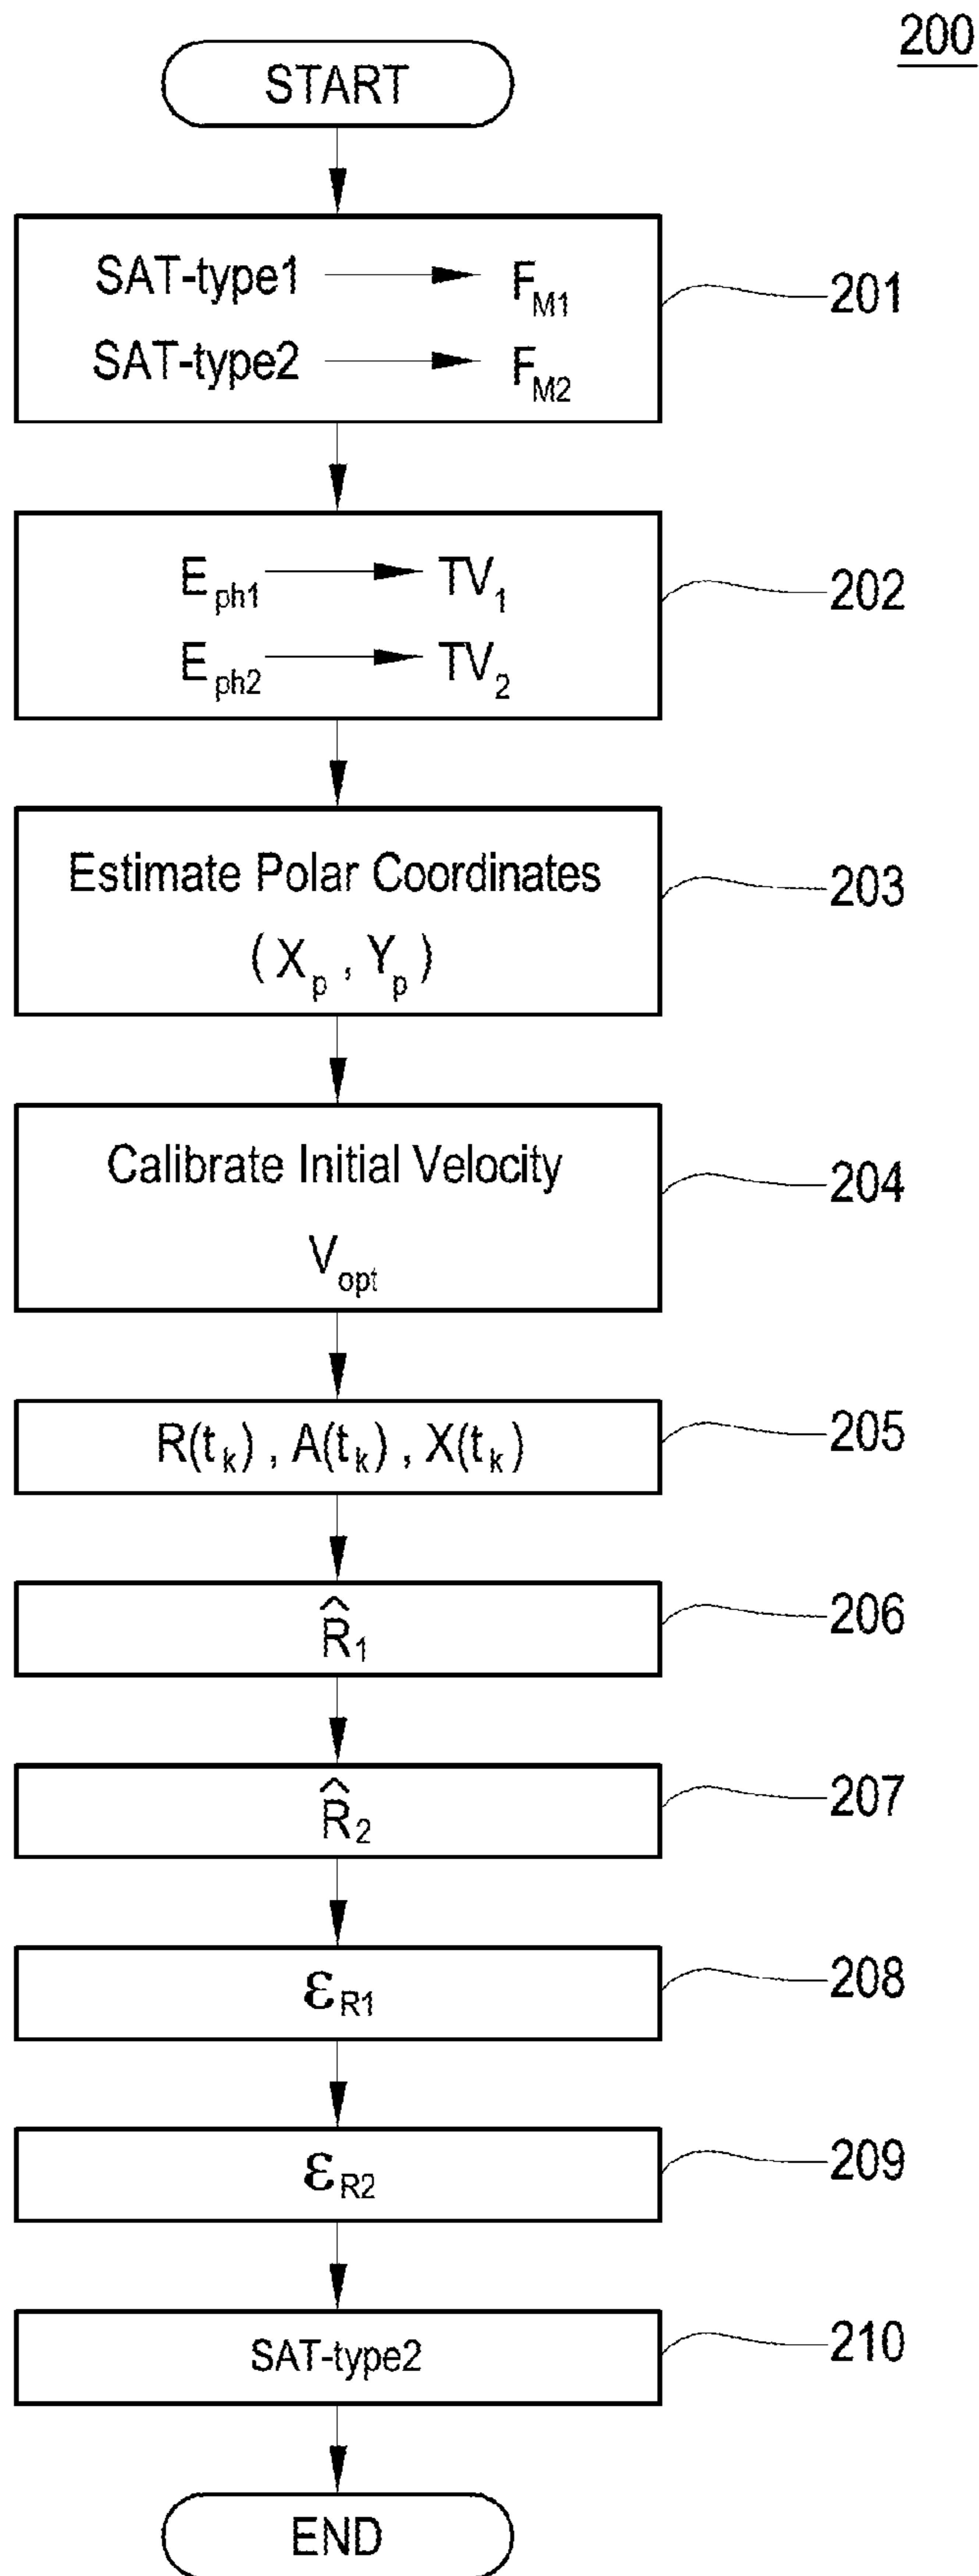 200
START
SAT-type1 → F_M1
201
SAT-type2 → F_M2
E_ph1 → TV_1
202
E_ph2 → TV_2
Estimate Polar Coordinates
203
( X_p , Y_p )
Calibrate Initial Velocity
204
V_opt
R(t_k) , A(t_k) , X(t_k)
205
R̂_1
206
R̂_2
207
ε_R1
208
ε_R2
209
SAT-type2
210
END